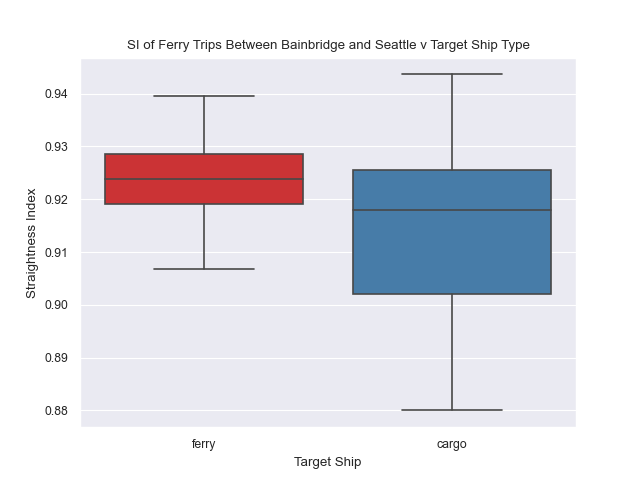 SI of Ferry Trips Between Bainbridge and Seattle v Target Ship Type
0.94
0.93
0.92
0.91
0.90
0.89
0.88
Straightness Index
ferry
cargo
Target Ship